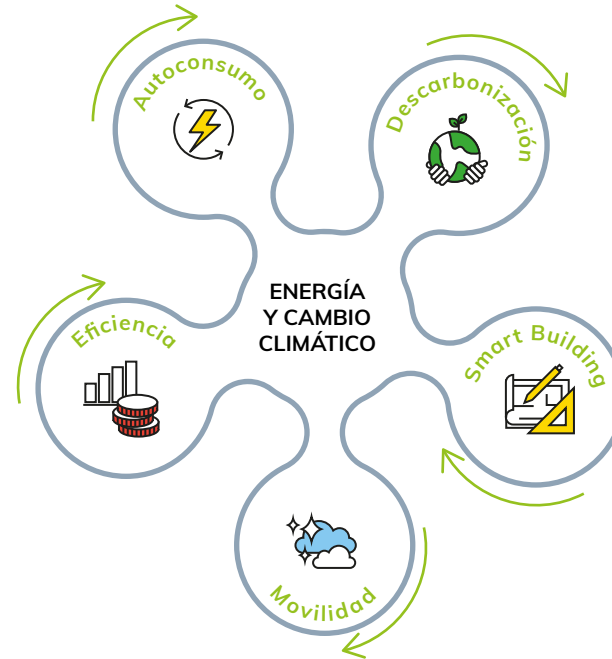 Autoconsumo
Descarbonización
ENERGÍA
Y CAMBIO
CLIMÁTICO
Eficiencia
Smart Building
Movilidad